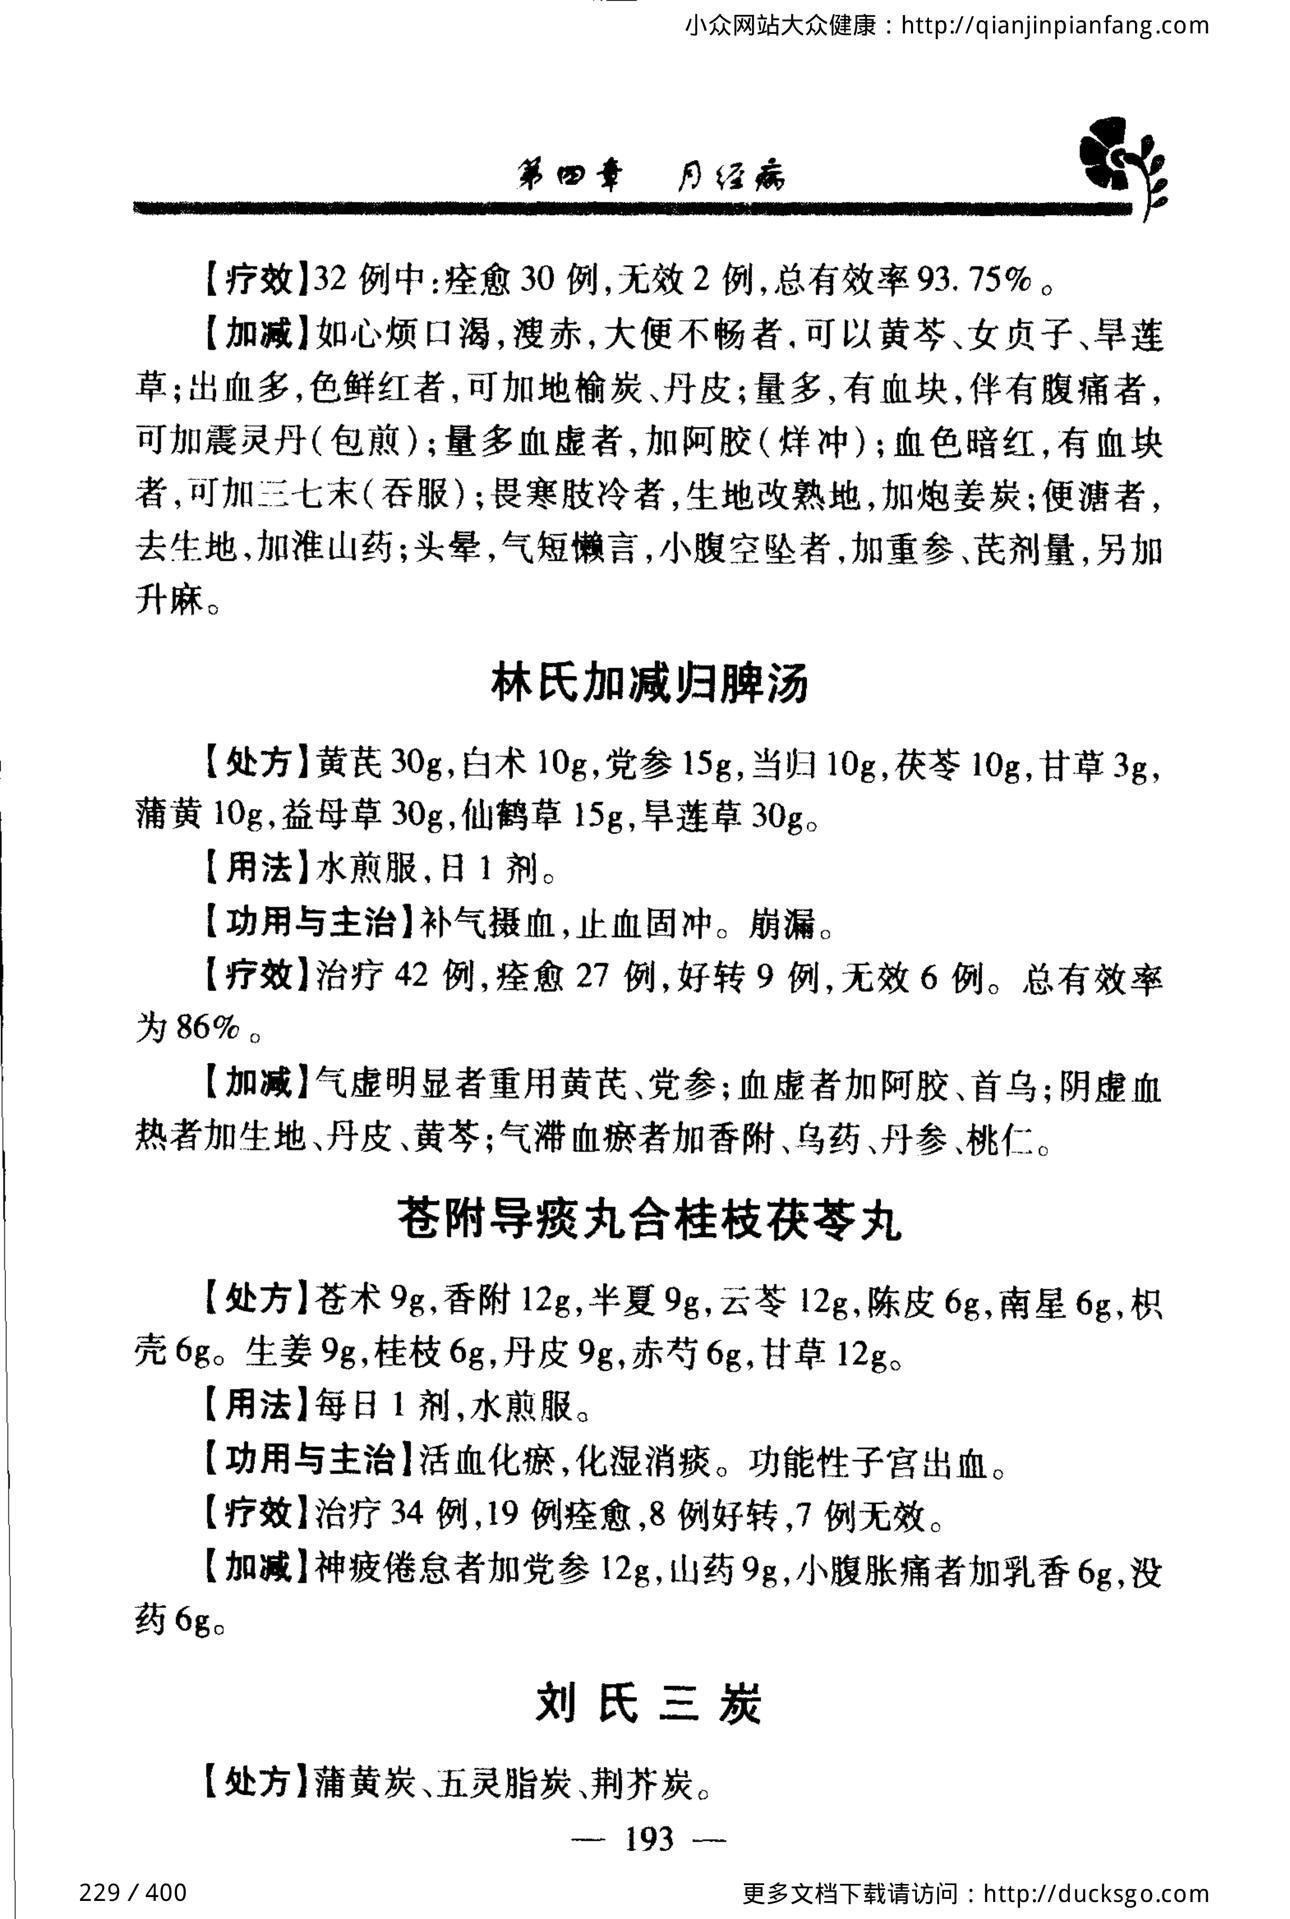 小众网站大众健康：http://qianjinpianfang.com
第四章 月经病
【疗效】32 例中:痊愈 30 例,无效 2 例,总有效率 93.75%。
【加减】如心烦口渴,溲赤,大便不畅者,可以黄芩、女贞子、旱莲
草;出血多,色鲜红者,可加地榆炭、丹皮;量多,有血块,伴有腹痛者,
可加震灵丹(包煎);量多血虚者,加阿胶(烊冲);血色暗红,有血块
者,可加三七末(吞服);畏寒肢冷者,生地改熟地,加炮姜炭;便溏者,
去生地,加淮山药;头晕,气短懒言,小腹空坠者,加重参、芪剂量,另加
升麻。
林氏加减归脾汤
【处方】黄芪 30g,白术 10g,党参 15g,当归 10g,茯苓 10g,甘草 3g,
蒲黄 10g,益母草 30g,仙鹤草 15g,旱莲草 30g。
【用法】水煎服,日 1 剂。
【功用与主治】补气摄血,止血固冲。崩漏。
【疗效】治疗 42 例,痊愈 27 例,好转 9 例,无效 6 例。总有效率
为 86%。
【加减】气虚明显者重用黄芪、党参;血虚者加阿胶、首乌;阴虚血
热者加生地、丹皮、黄芩;气滞血瘀者加香附、乌药、丹参、桃仁。
苍附导痰丸合桂枝茯苓丸
【处方】苍术 9g,香附 12g,半夏 9g,云苓 12g,陈皮 6g,南星 6g,枳
壳 6g。生姜 9g,桂枝 6g,丹皮 9g,赤芍 6g,甘草 12g。
【用法】每日 1 剂,水煎服。
【功用与主治】活血化瘀,化湿消痰。功能性子宫出血。
【疗效】治疗 34 例,19 例痊愈,8 例好转,7 例无效。
【加减】神疲倦怠者加党参 12g,山药 9g,小腹胀痛者加乳香 6g,没
药 6g。
刘氏三炭
【处方】蒲黄炭、五灵脂炭、荆芥炭。
— 193 —
229 / 400
更多文档下载请访问：http://ducksgo.com